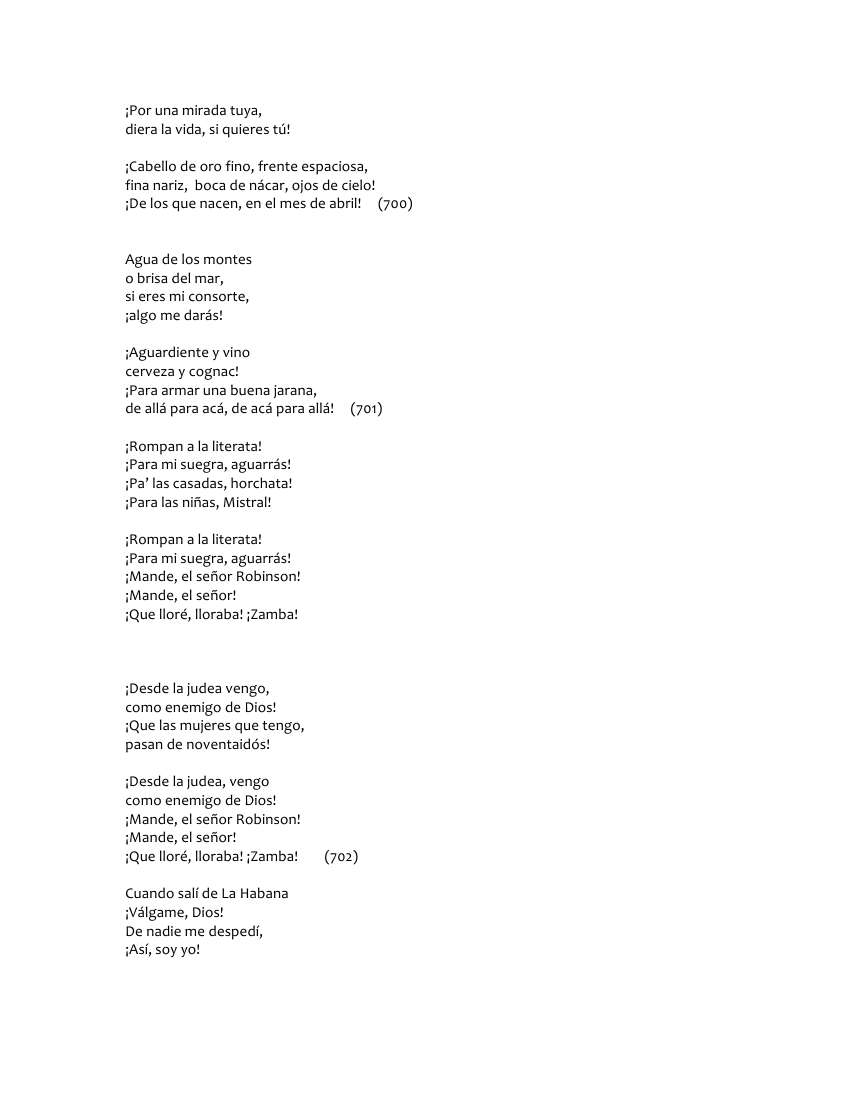 ¡Por una mirada tuya,
diera la vida, si quieres tú!
¡Cabello de oro fino, frente espaciosa,
fina nariz,  boca de nácar, ojos de cielo!
¡De los que nacen, en el mes de abril!    (700)
Agua de los montes
o brisa del mar,
si eres mi consorte,
¡algo me darás!
¡Aguardiente y vino
cerveza y cognac!
¡Para armar una buena jarana,
de allá para acá, de acá para allá!    (701)
¡Rompan a la literata!
¡Para mi suegra, aguarrás!
¡Pa’ las casadas, horchata!
¡Para las niñas, Mistral!
¡Rompan a la literata!
¡Para mi suegra, aguarrás!
¡Mande, el señor Robinson!
¡Mande, el señor!
¡Que lloré, lloraba! ¡Zamba!
¡Desde la judea vengo,
como enemigo de Dios!
¡Que las mujeres que tengo,
pasan de noventaidós!
¡Desde la judea, vengo
como enemigo de Dios!
¡Mande, el señor Robinson!
¡Mande, el señor!
¡Que lloré, lloraba! ¡Zamba!      (702)
Cuando salí de La Habana
¡Válgame, Dios!
De nadie me despedí,
¡Así, soy yo!